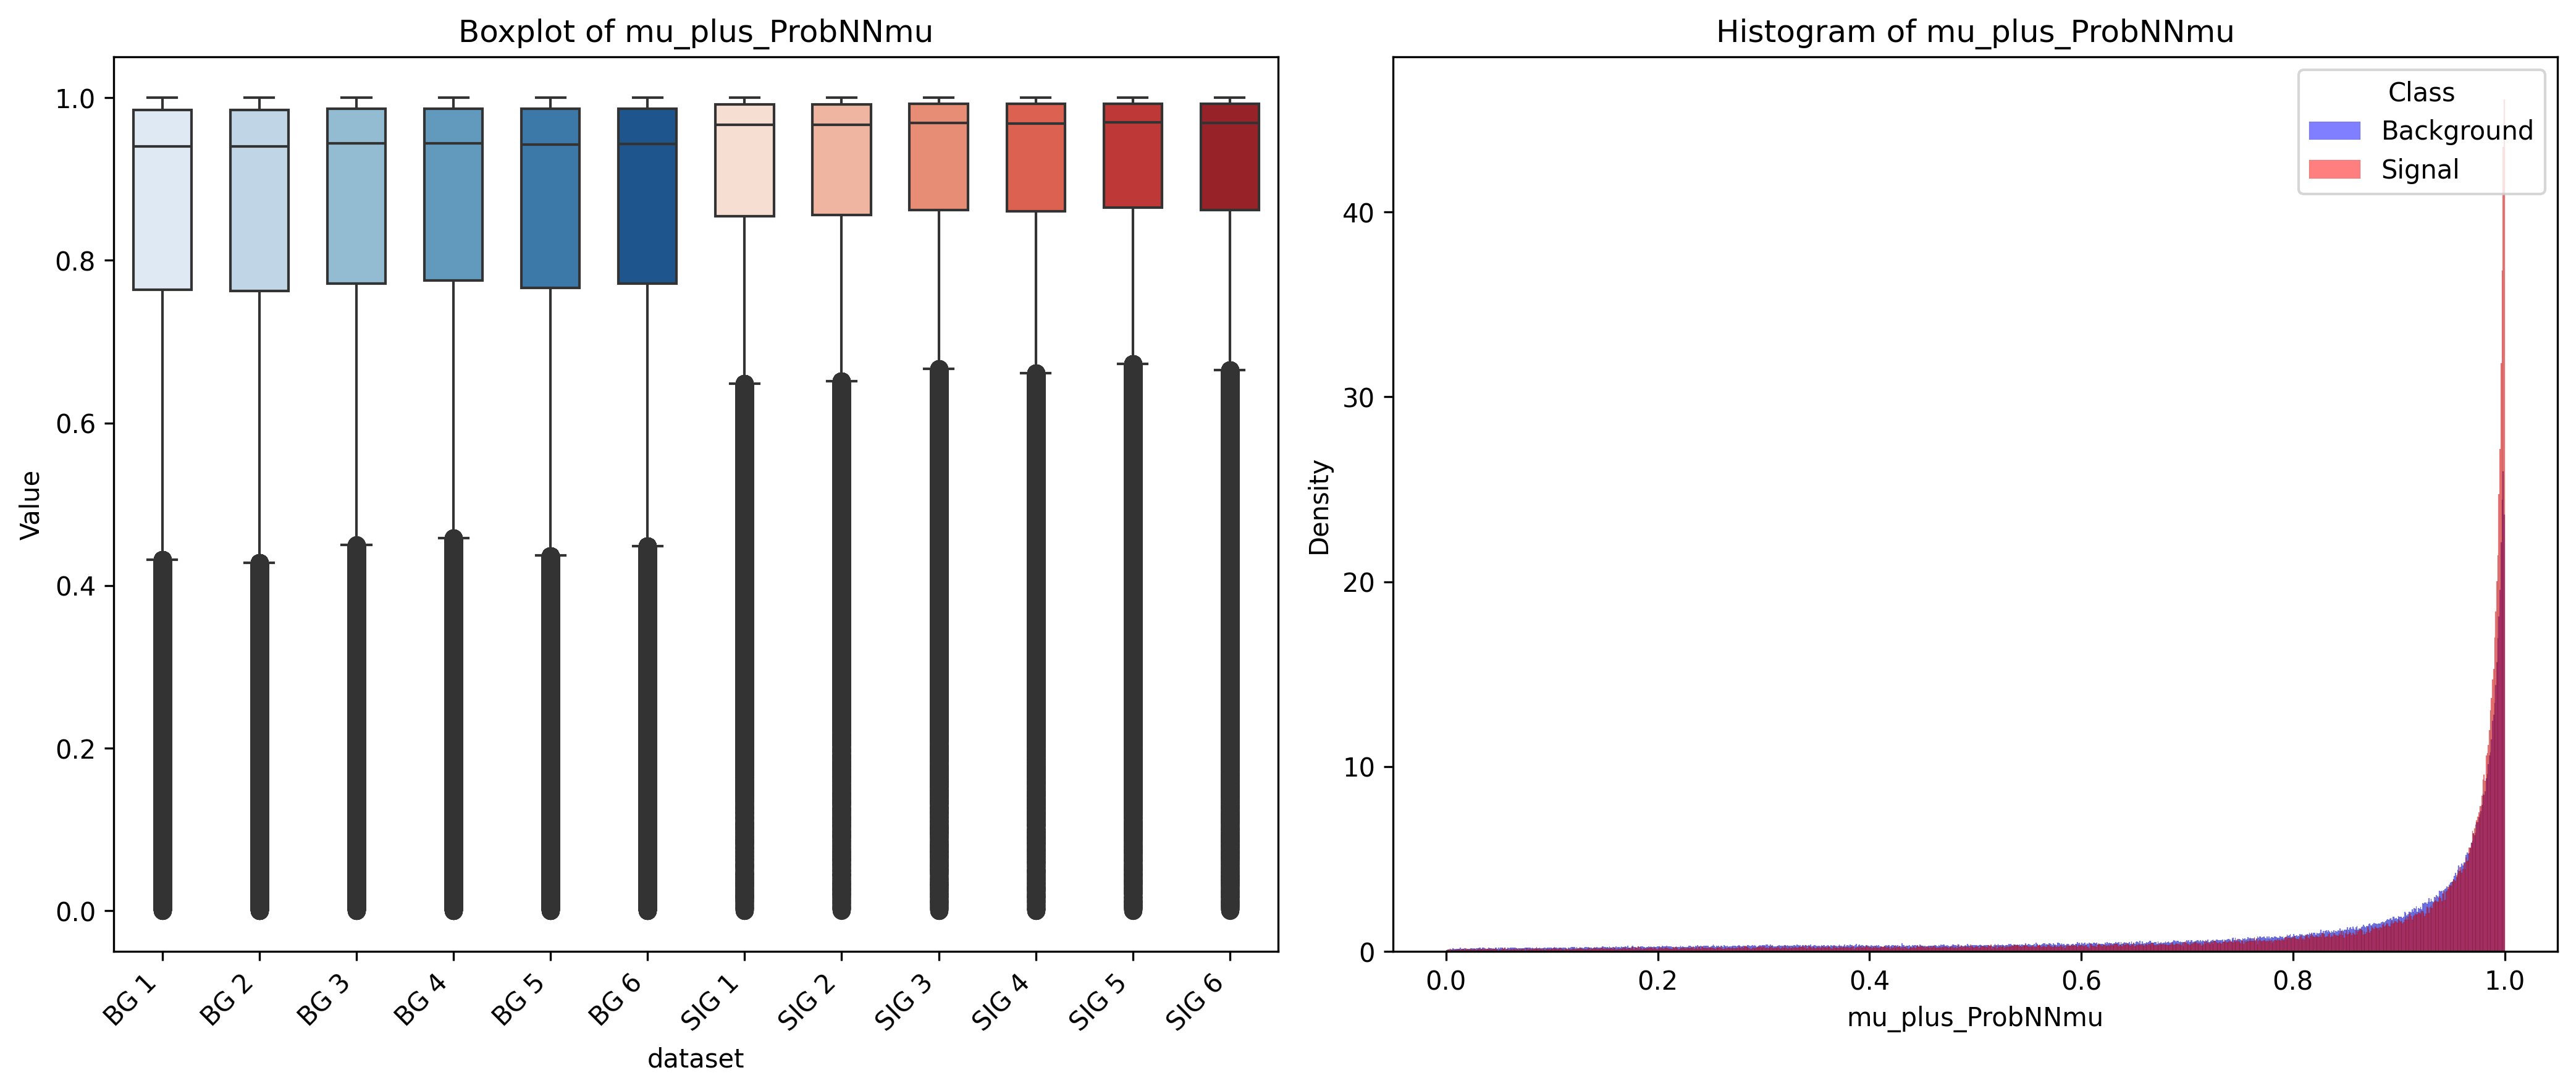 Boxplot of mu_plus_ProbNNmu
Value
1.0
0.8
0.6
0.4
0.2
0.0
BG 1
BG 2
BG 3
BG 4
BG 5
BG 6
SIG 1
SIG 2
SIG 3
SIG 4
SIG 5
SIG 6
dataset
Histogram of mu_plus_ProbNNmu
Class
Background
Signal
Density
40
30
20
10
0
0.0
0.2
0.4
0.6
0.8
1.0
mu_plus_ProbNNmu